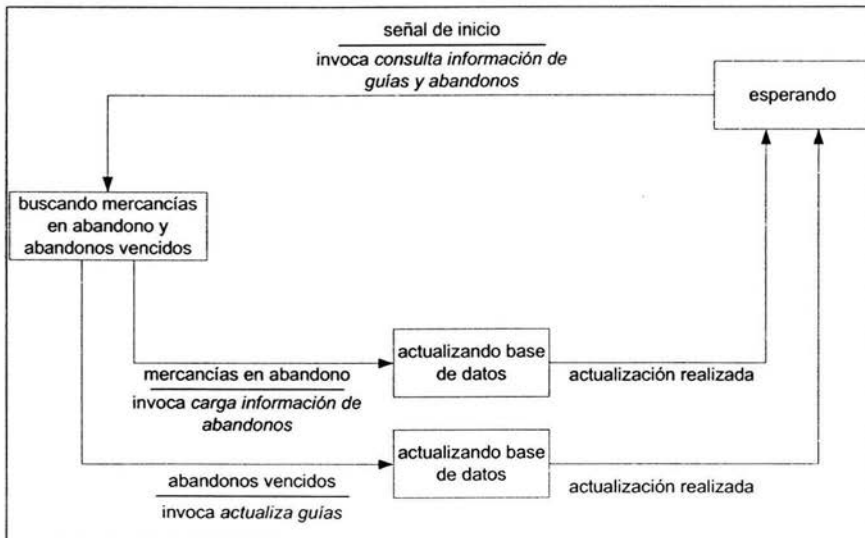 señal de inicio
invoca consulta información de
guías y abandonos
esperando
buscando mercancías
en abandono y
abandonos vencidos
mercancías en abandono
invoca carga información de
abandonos
actualizando base
de datos
actualización realizada
abandonos vencidos
invoca actualiza guías
actualizando base
de datos
actualización realizada